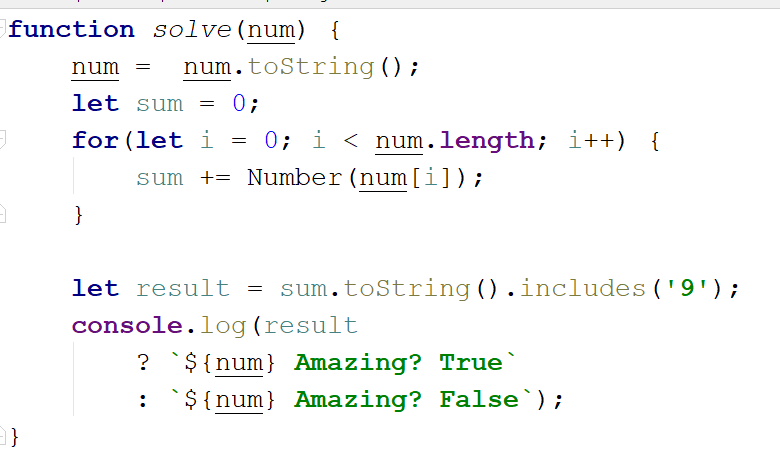 function solve(num) {
    num =  num.toString();
    let sum = 0;
    for(let i = 0; i < num.length; i++) {
        sum += Number(num[i]);
    }

    let result = sum.toString().includes('9');
    console.log(result
        ? `${num} Amazing? True`
        : `${num} Amazing? False`);
}